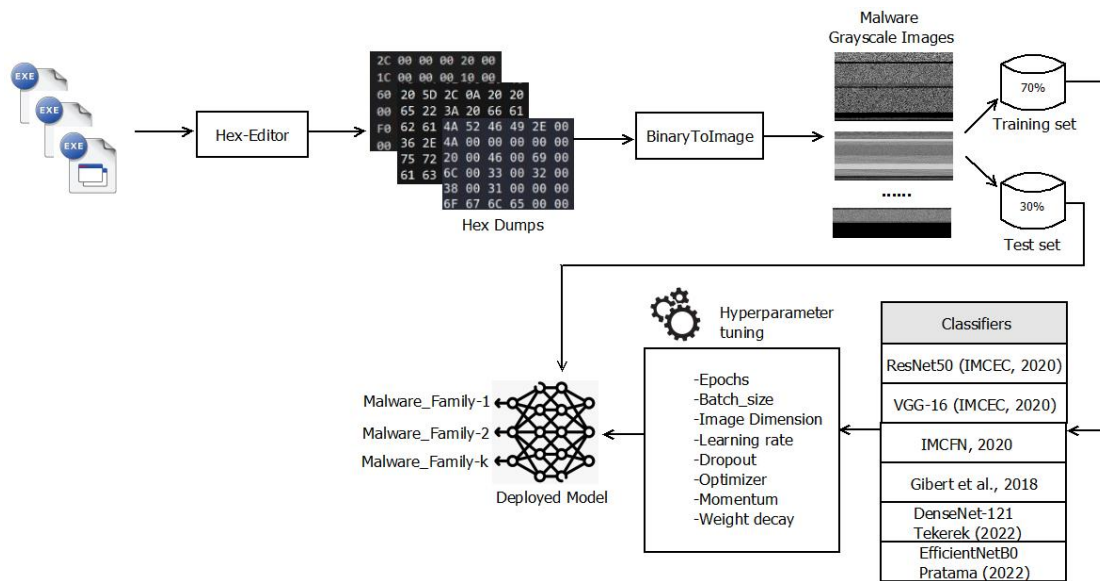 EXE
EXE
EXE
Hex-Editor
2C 00 00 00 20 00
1C 00 00 00 10 00
60
00
F0
00
20 5D 2C 0A 20 20
65 22 3A 20 66 61
62 61
36 2E
75 72
61 63
4A 52 46 49 2E 00
4A 00 00 00 00 00
20 00 46 00 69 00
6C 00 33 00 32 00
38 00 31 00 00 00
6F 67 6C 65 00 00
Hex Dumps
BinaryToImage
Malware
Grayscale Images
......
70%
Training set
30%
Test set
Classifiers
ResNet50 (IMCEC, 2020)
VGG-16 (IMCEC, 2020)
IMCFN, 2020
Gibert et al., 2018
DenseNet-121
Tekerek (2022)
EfficientNetB0
Pratama (2022)
Hyperparameter
tuning
-Epochs
-Batch_size
-Image Dimension
-Learning rate
-Dropout
-Optimizer
-Momentum
-Weight decay
Malware_Family-1
Malware_Family-2
Malware_Family-k
Deployed Model